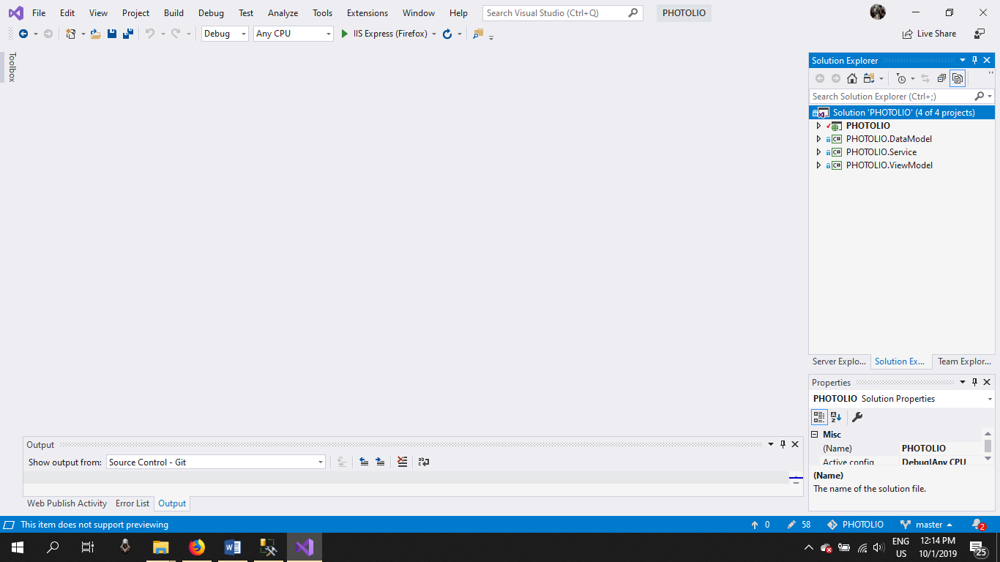 File Edit View Project Build Debug Test Analyze Tools Extensions Window Help Search Visual Studio (Ctrl+Q) PHOTOLIO
Debug Any CPU IIS Express (Firefox) Live Share
Toolbox
Solution Explorer
Search Solution Explorer (Ctrl+;)
Solution 'PHOTOLIO' (4 of 4 projects)
PHOTOLIO
C# PHOTOLIO.DataModel
C# PHOTOLIO.Service
C# PHOTOLIO.ViewModel
Server Explo... Solution Ex... Team Explor...
Properties
PHOTOLIO Solution Properties
Misc
(Name) PHOTOLIO
Active config Debug|Any CPU
(Name)
The name of the solution file.
Output
Show output from: Source Control - Git
Web Publish Activity Error List Output
This item does not support previewing 0 58 PHOTOLIO master 2
ENG 12:14 PM
US 10/1/2019 25